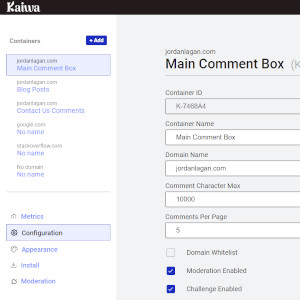 Kaiwa
Containers
+ Add
jordanlagan.com
Main Comment Box
jordanlagan.com
Blog Posts
jordanlagan.com
Contact Us Comments
google.com
No name
stackoverflow.com
No name
No domain
No name
Metrics
Configuration
Appearance
Install
Moderation
jordanlagan.com
Main Comment Box (K
Container ID
K-7468A4
Container Name
Main Comment Box
Domain Name
jordanlagan.com
Comment Character Max
10000
Comments Per Page
5
Domain Whitelist
Moderation Enabled
Challenge Enabled